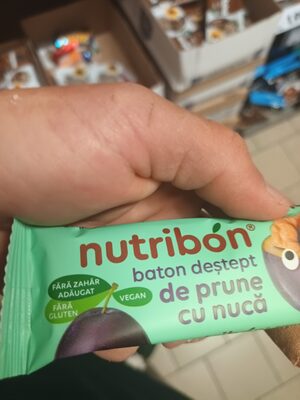 nutribon®
baton deștept
de prune
cu nucă
FĂRĂ ZAHĂR
ADĂUGAT
FĂRĂ
GLUTEN
VEGAN